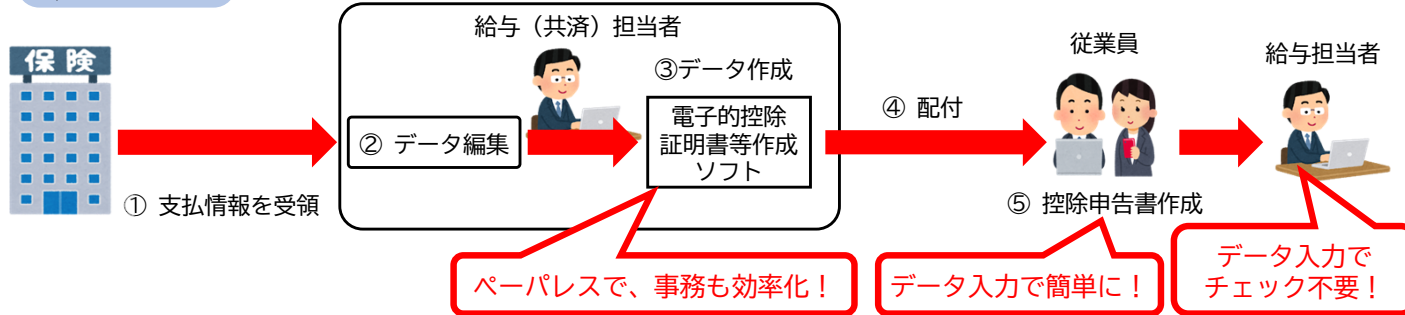 保険
給与（共済）担当者
③データ作成
② データ編集
電子的控除
証明書等作成
ソフト
① 支払情報を受領
④ 配付
従業員
⑤ 控除申告書作成
給与担当者
ペーパレスで、事務も効率化！
データ入力で簡単に！
データ入力で
チェック不要！